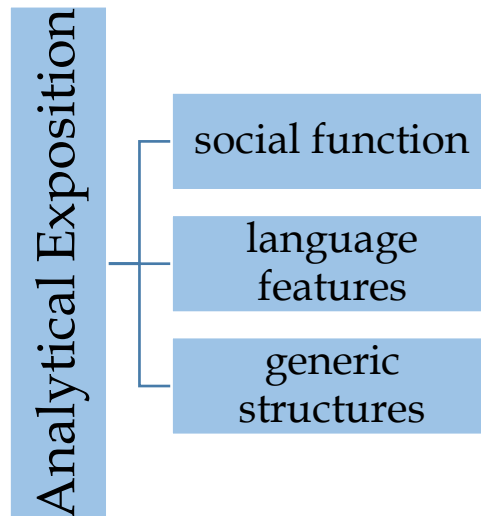 Analytical Exposition
social function
language
features
generic
structures